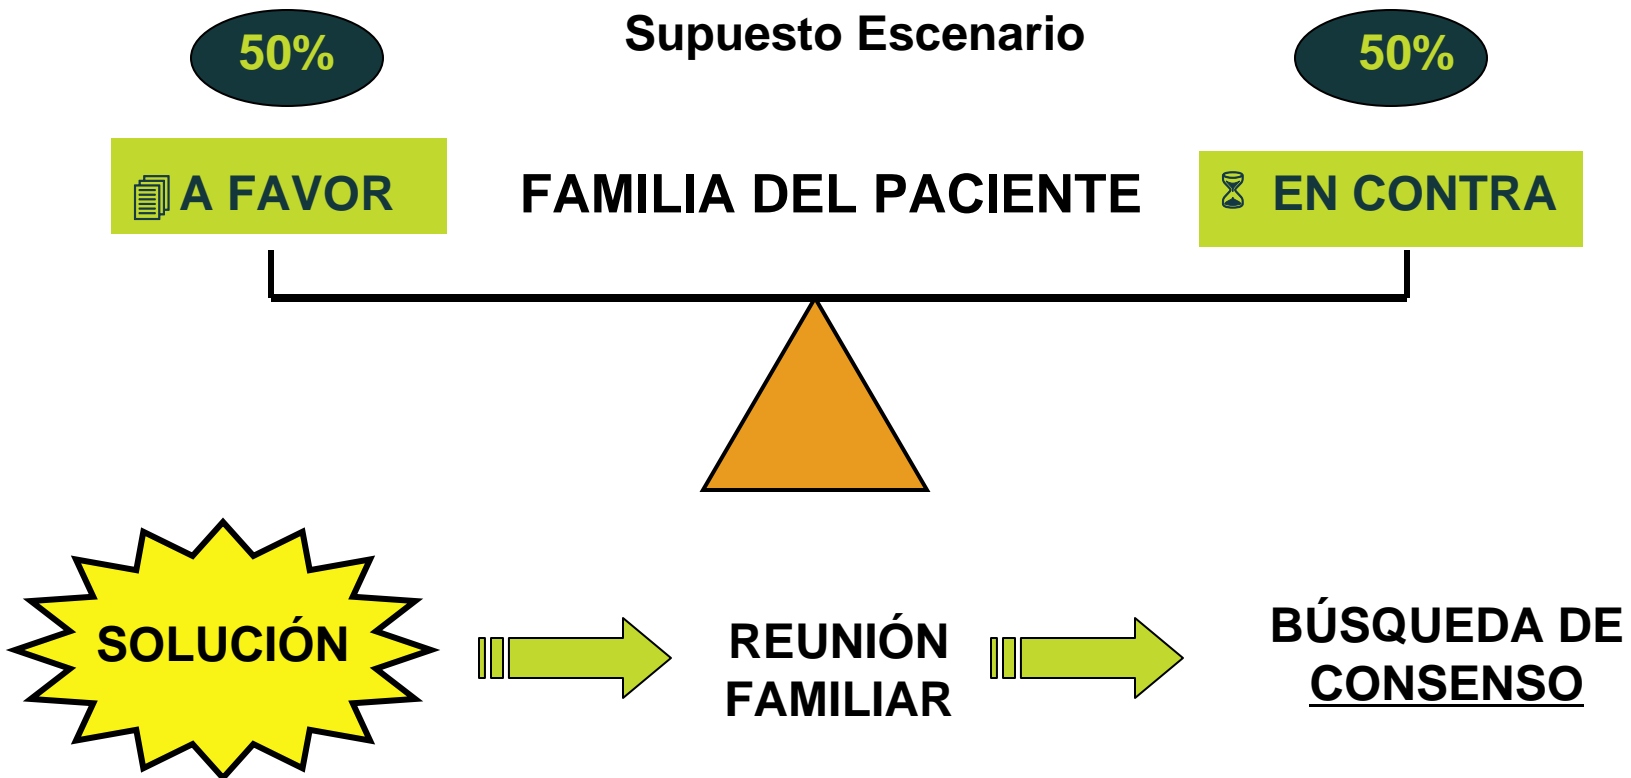 Supuesto Escenario
50%
50%
A FAVOR
FAMILIA DEL PACIENTE
EN CONTRA
SOLUCIÓN
REUNIÓN
FAMILIAR
BÚSQUEDA DE
CONSENSO